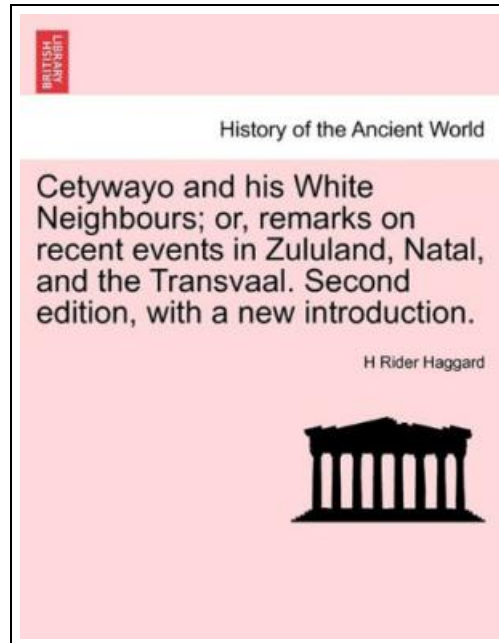 BRITISH
LIBRARY
History of the Ancient World
Cetywayo and his White
Neighbours; or, remarks on
recent events in Zululand, Natal,
and the Transvaal. Second
edition, with a new introduction.
H Rider Haggard